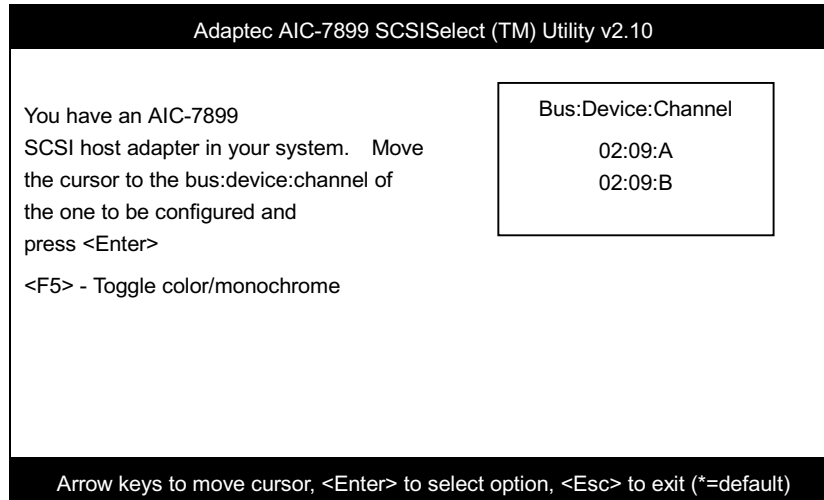 Adaptec AIC-7899 SCSISelect (TM) Utility v2.10
You have an AIC-7899
SCSI host adapter in your system. Move
the cursor to the bus:device:channel of
the one to be configured and
press <Enter>
<F5> - Toggle color/monochrome
Bus:Device:Channel
02:09:A
02:09:B
Arrow keys to move cursor, <Enter> to select option, <Esc> to exit (*=default)